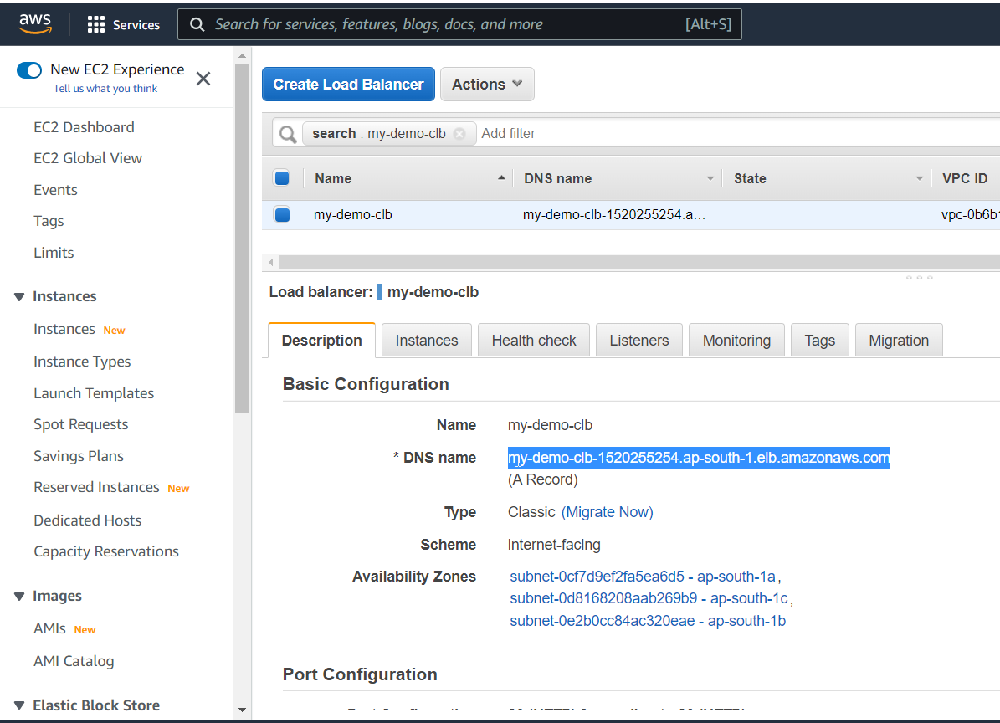 aws
Services
Search for services, features, blogs, docs, and more
[Alt+S]
New EC2 Experience
Tell us what you think
EC2 Dashboard
EC2 Global View
Events
Tags
Limits
Instances
Instances New
Instance Types
Launch Templates
Spot Requests
Savings Plans
Reserved Instances New
Dedicated Hosts
Capacity Reservations
Images
AMIs New
AMI Catalog
Elastic Block Store
Create Load Balancer Actions
search : my-demo-clb Add filter
Name DNS name State VPC ID
my-demo-clb my-demo-clb-1520255254.a… vpc-0b6b
Load balancer: my-demo-clb
Description Instances Health check Listeners Monitoring Tags Migration
Basic Configuration
Name my-demo-clb
* DNS name my-demo-clb-1520255254.ap-south-1.elb.amazonaws.com
(A Record)
Type Classic (Migrate Now)
Scheme internet-facing
Availability Zones subnet-0cf7d9ef2fa5ea6d5 - ap-south-1a,
subnet-0d8168208aab269b9 - ap-south-1c,
subnet-0e2b0cc84ac320eae - ap-south-1b
Port Configuration